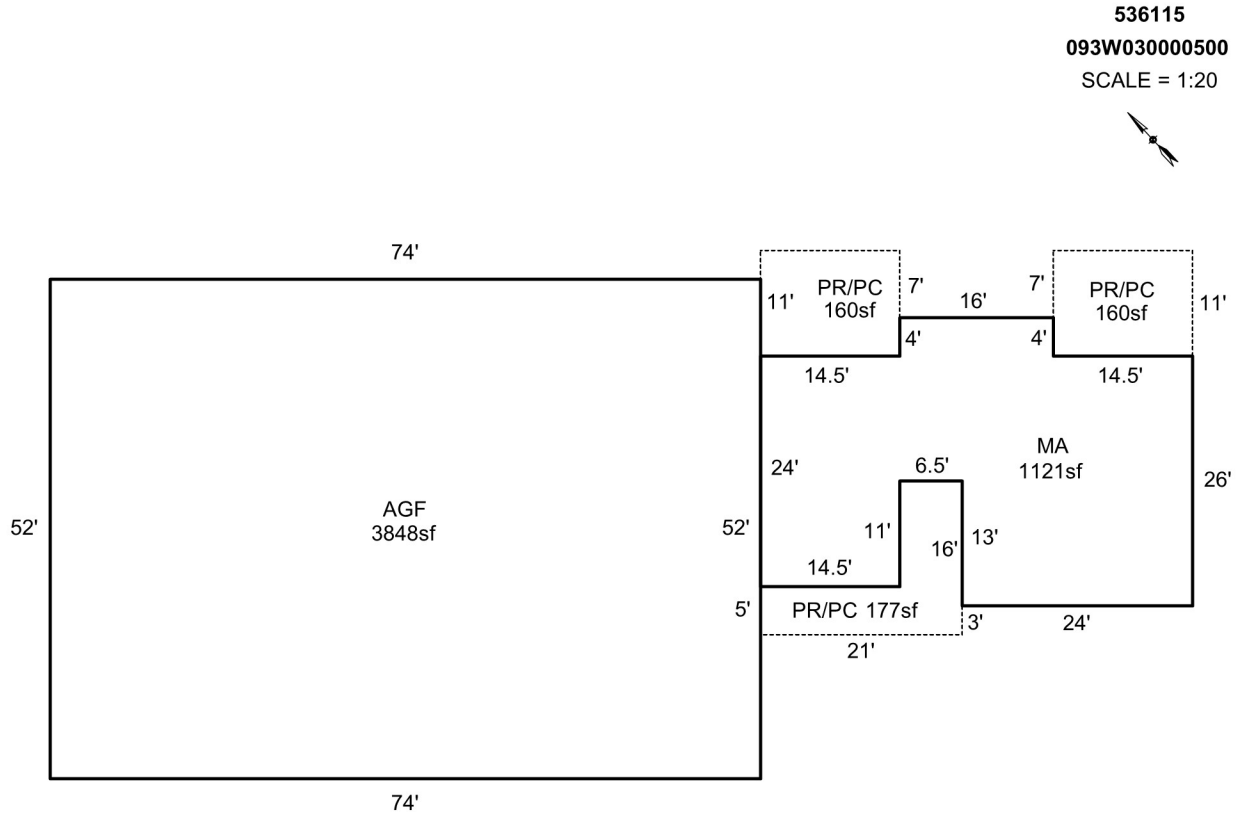 536115
093W030000500
SCALE = 1:20
74'
11'
PR/PC
160sf
7'
16'
7'
PR/PC
160sf
11'
4'
4'
14.5'
14.5'
MA
1121sf
24'
6.5'
26'
AGF
3848sf
52'
52'
11'
16'
13'
14.5'
5'
PR/PC 177sf
3'
24'
21'
74'